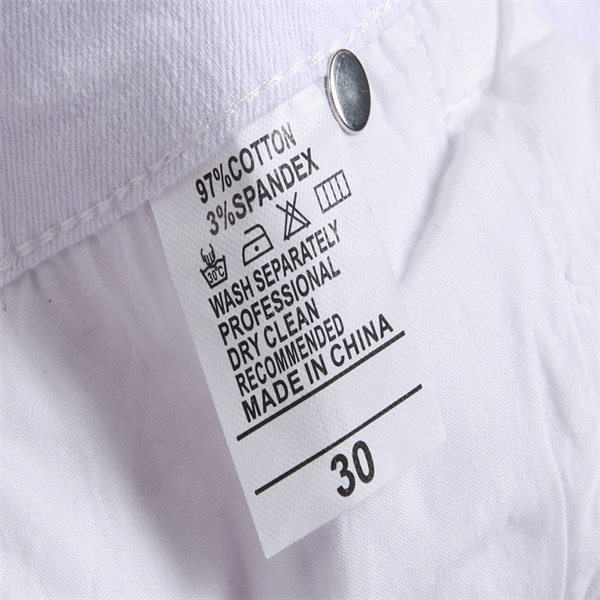 97%COTTON
3%SPANDEX
30°C
WASH SEPARATELY
PROFESSIONAL
DRY CLEAN
RECOMMENDED
MADE IN CHINA
30